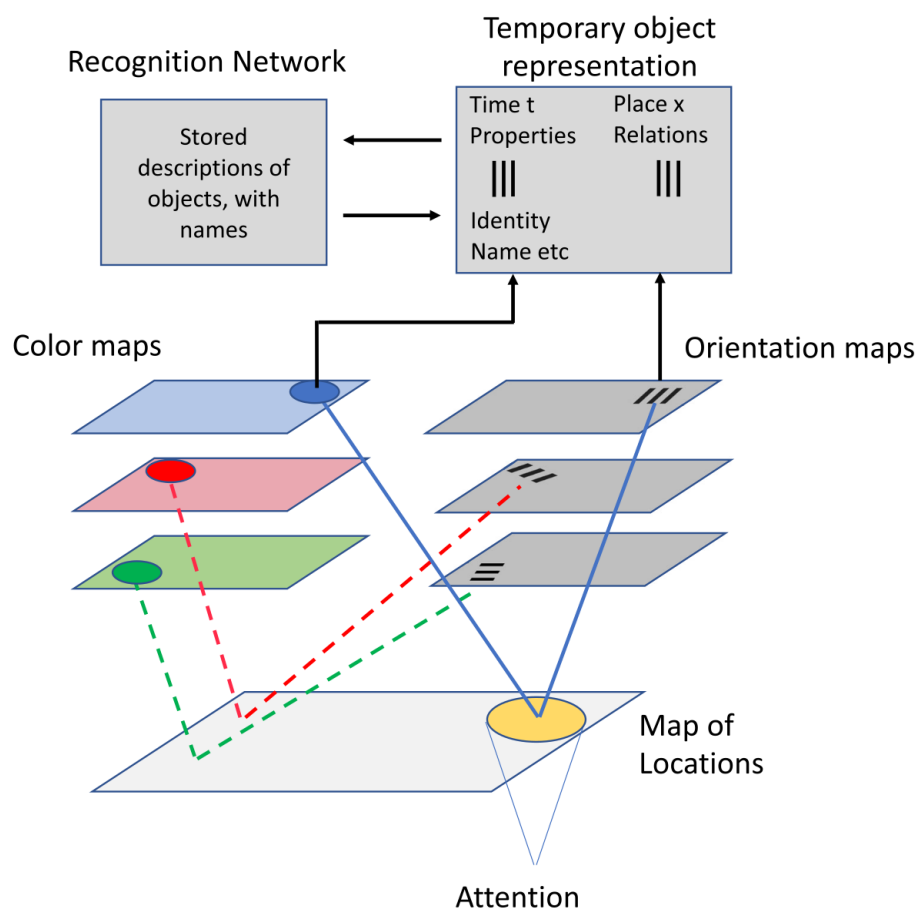 Temporary object
representation
Recognition Network
Time t
Properties
Place x
Relations
Stored
descriptions of
objects, with
names
Identity
Name etc
Color maps
Orientation maps
Map of
Locations
Attention